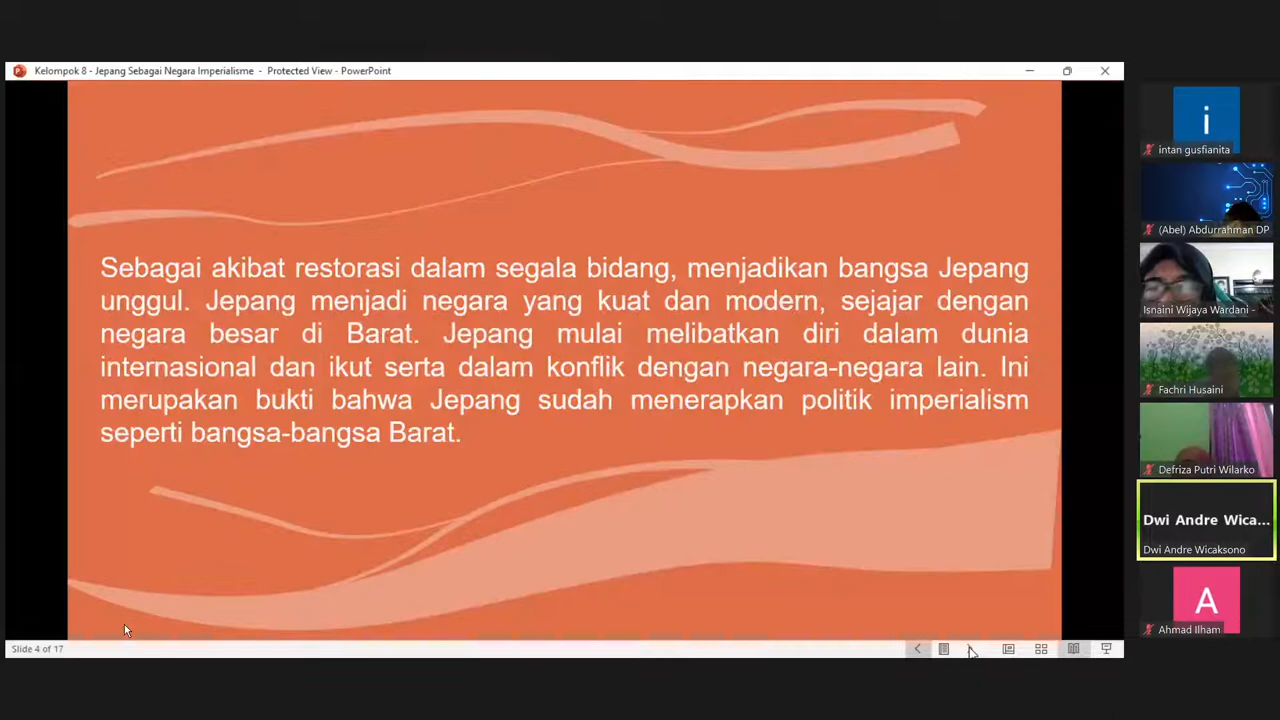 Kelompok 8 - Jepang Sebagai Negara Imperialisme - Protected View - PowerPoint
Sebagai akibat restorasi dalam segala bidang, menjadikan bangsa Jepang
unggul. Jepang menjadi negara yang kuat dan modern, sejajar dengan
negara besar di Barat. Jepang mulai melibatkan diri dalam dunia
internasional dan ikut serta dalam konflik dengan negara-negara lain. Ini
merupakan bukti bahwa Jepang sudah menerapkan politik imperialism
seperti bangsa-bangsa Barat.
Slide 4 of 17
i
intan gusfianita
(Abel) Abdurrahman DP
Isnaini Wijaya Wardani -
Fachri Husaini
Defriza Putri Wilarko
Dwi Andre Wica...
Dwi Andre Wicaksono
A
Ahmad Ilham